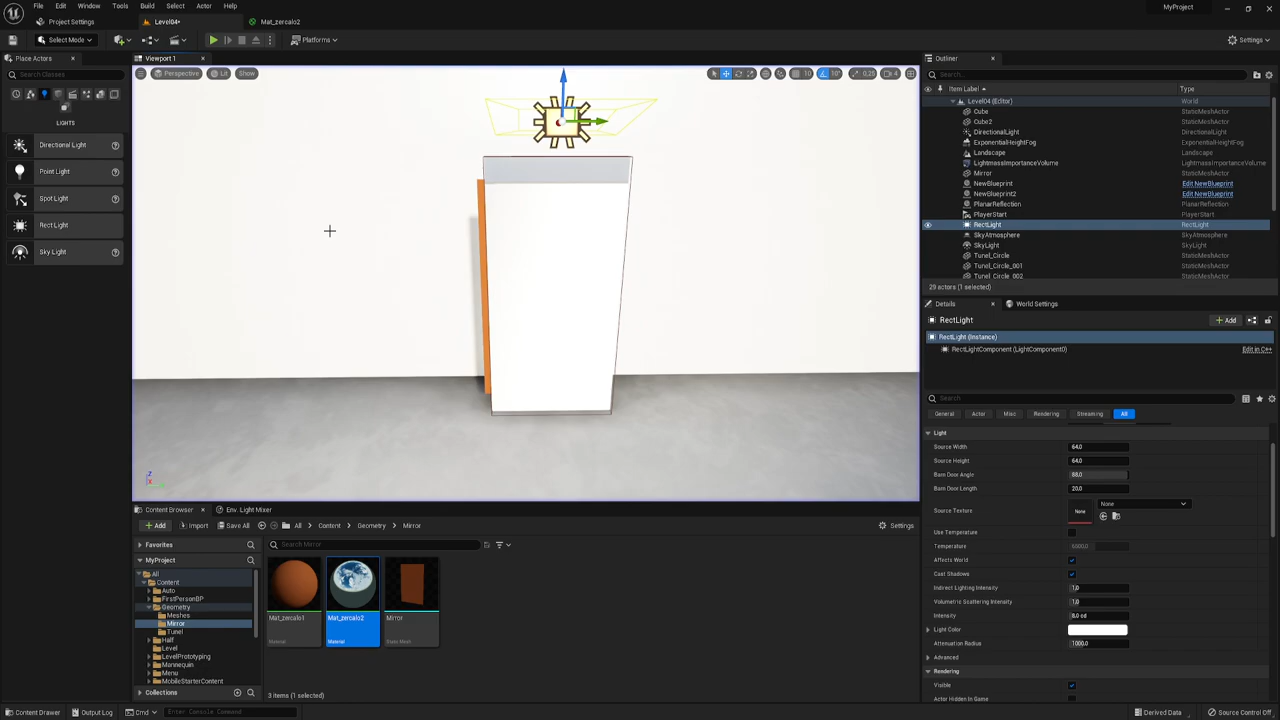 File Edit Window Tools Build Select Actor Help
MyProject
Project Settings
Level04*
Mat_zercalo2
Select Mode
Platforms
Settings
Place Actors
Search Classes
LIGHTS
Directional Light
Point Light
Spot Light
Rect Light
Sky Light
Viewport 1
Perspective Lit Show
10 10° 0,25 4
Outliner
Search...
Item Label Type
Level04 (Editor) World
Cube StaticMeshActor
Cube2 StaticMeshActor
DirectionalLight DirectionalLight
ExponentialHeightFog ExponentialHeightFog
Landscape Landscape
LightmassImportanceVolume LightmassImportanceVolume
Mirror StaticMeshActor
NewBlueprint Edit NewBlueprint
NewBlueprint2 Edit NewBlueprint
PlanarReflection PlanarReflection
PlayerStart PlayerStart
RectLight RectLight
SkyAtmosphere SkyAtmosphere
SkyLight SkyLight
Tunel_Circle StaticMeshActor
Tunel_Circle_001 StaticMeshActor
Tunel_Circle_002 StaticMeshActor
29 actors (1 selected)
Details World Settings
RectLight
Add
RectLight (Instance)
RectLightComponent (LightComponent0) Edit in C++
Search
General Actor Misc Rendering Streaming All
Light
Source Width 64,0
Source Height 64,0
Barn Door Angle 88,0
Barn Door Length 20,0
Source Texture None None
Use Temperature
Temperature 6500,0
Affects World
Cast Shadows
Indirect Lighting Intensity 1,0
Volumetric Scattering Intensity 1,0
Intensity 8,0 cd
Light Color
Attenuation Radius 1000,0
Advanced
Rendering
Visible
Actor Hidden In Game
Content Browser Env. Light Mixer
Add Import Save All All Content Geometry Mirror Settings
Favorites
MyProject
All
Content
Auto
FirstPersonBP
Geometry
Meshes
Mirror
Tunel
Half
Level
LevelPrototyping
Mannequin
Menu
MobileStarterContent
Collections
Search Mirror
Mat_zercalo1
Material
Mat_zercalo2
Material
Mirror
Static Mesh
3 items (1 selected)
Content Drawer Output Log Cmd Enter Console Command
Derived Data Source Control Off